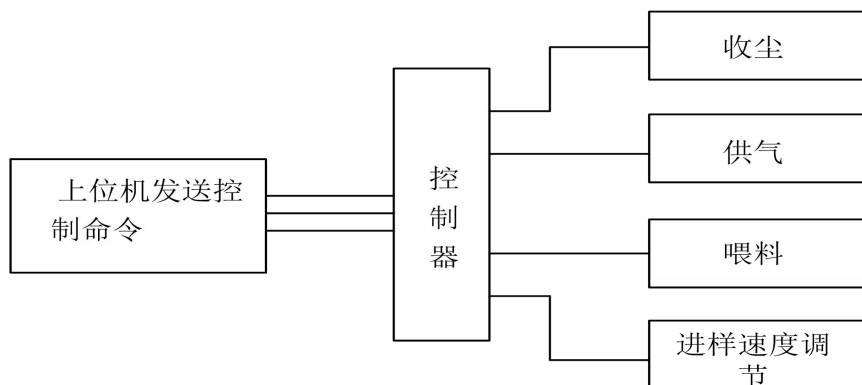 上位机发送控
制命令
控
制
器
收尘
供气
喂料
进样速度调
节